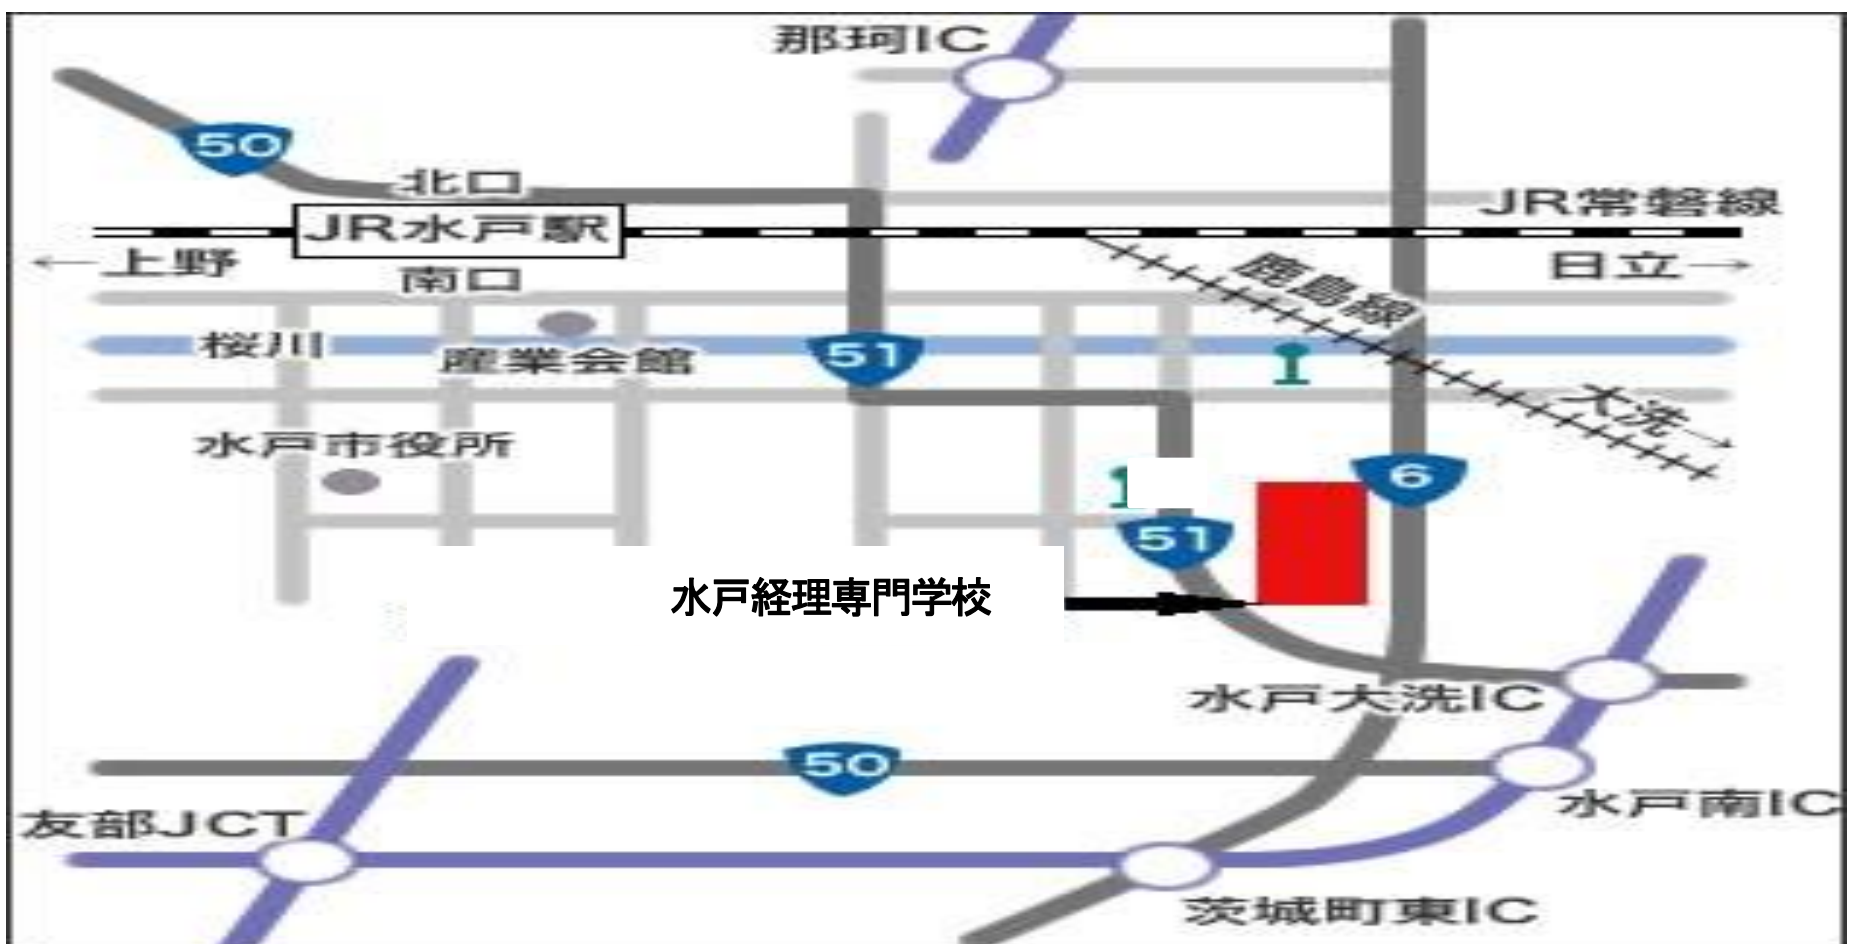 那珂IC
50
北口
JR水戸駅
JR常磐線
←上野
南口
鹿島線
日立→
桜川
産業会館
51
大洗→
水戸市役所
6
51
水戸経理専門学校
水戸大洗IC
50
水戸南IC
友部JCT
茨城町東IC